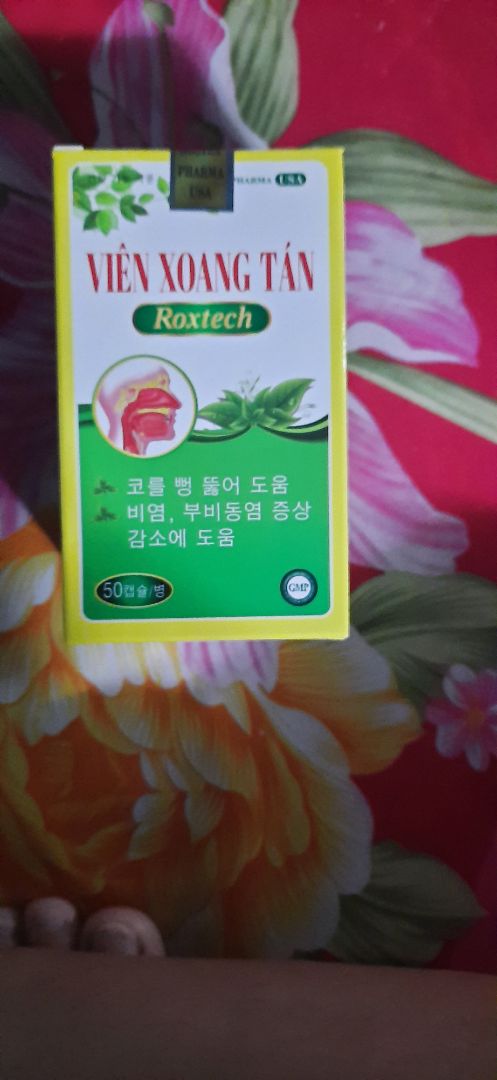 PHARMA
USA
PHARMA USA
VIÊN XOANG TÁN
Roxtech
코를 뻥 뚫어 도움
비염, 부비동염 증상
감소에 도움
50캡슐/병
GMP